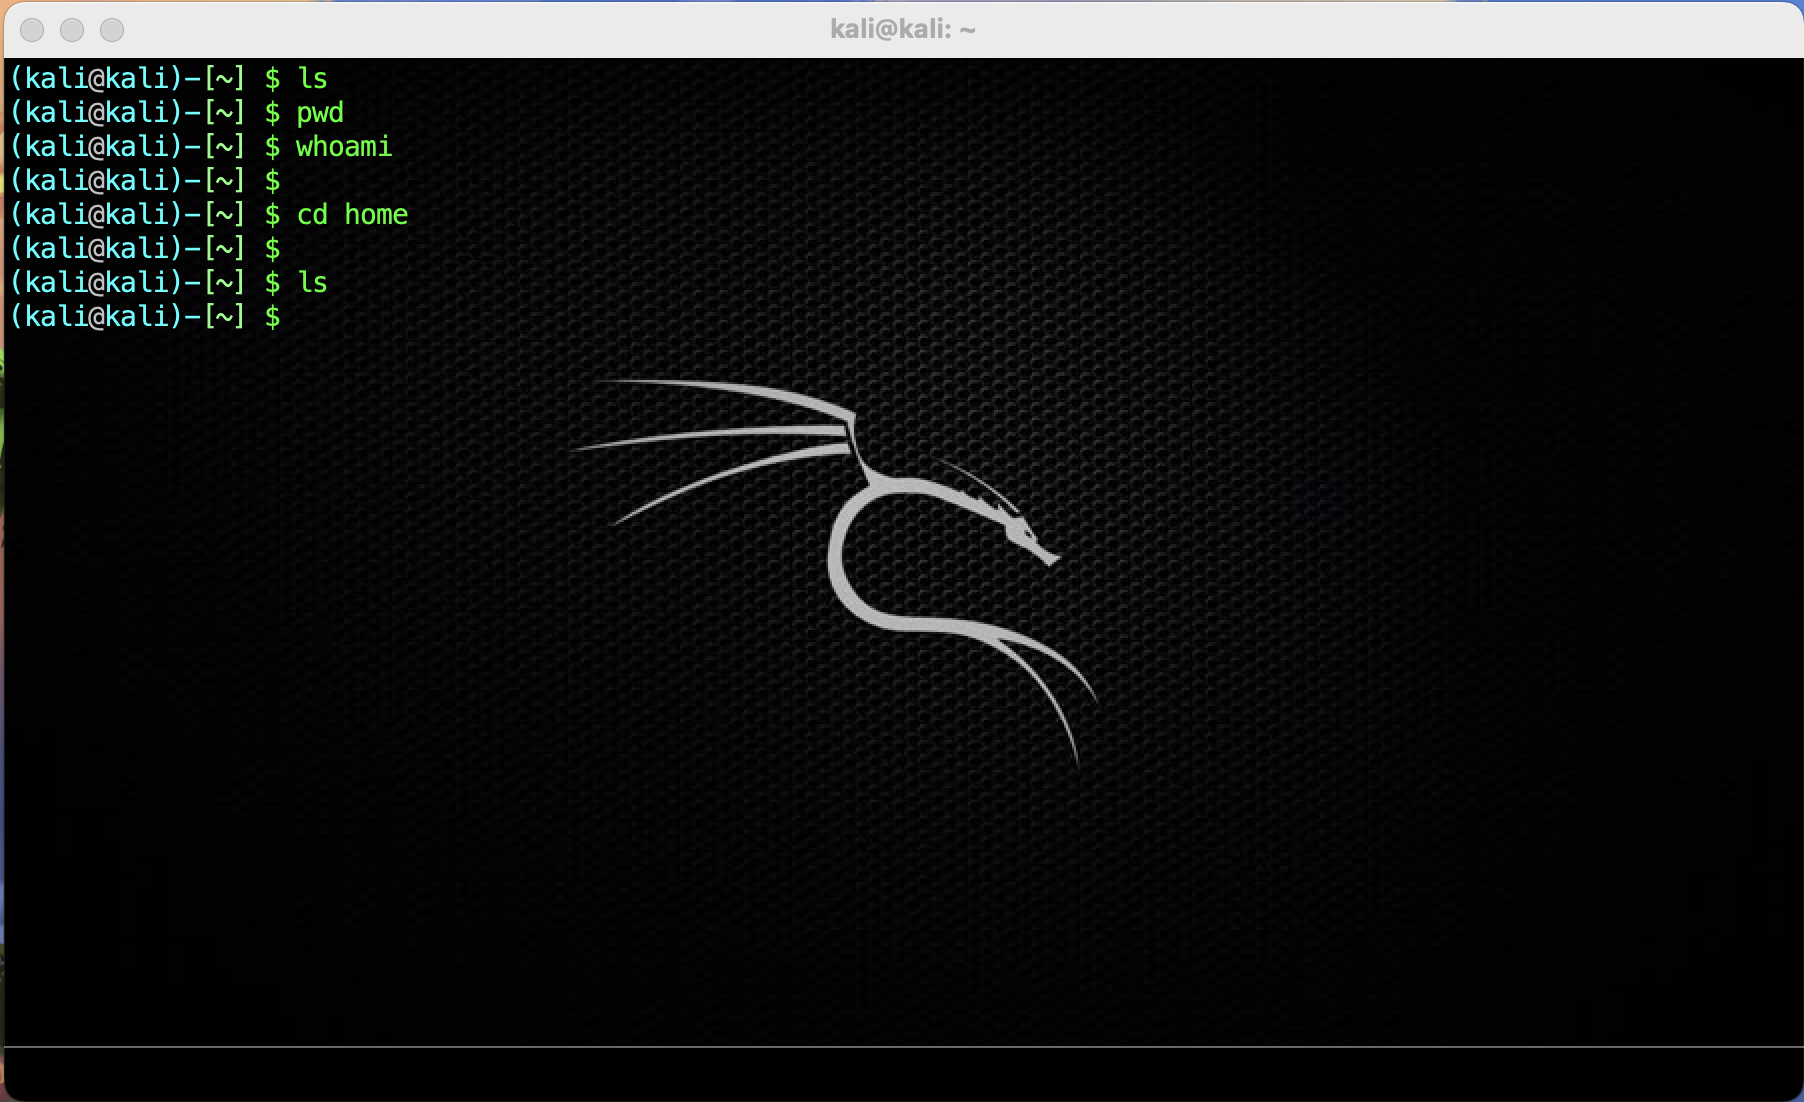 kali@kali: ~
(kali@kali)-[~] $ ls
(kali@kali)-[~] $ pwd
(kali@kali)-[~] $ whoami
(kali@kali)-[~] $
(kali@kali)-[~] $ cd home
(kali@kali)-[~] $
(kali@kali)-[~] $ ls
(kali@kali)-[~] $